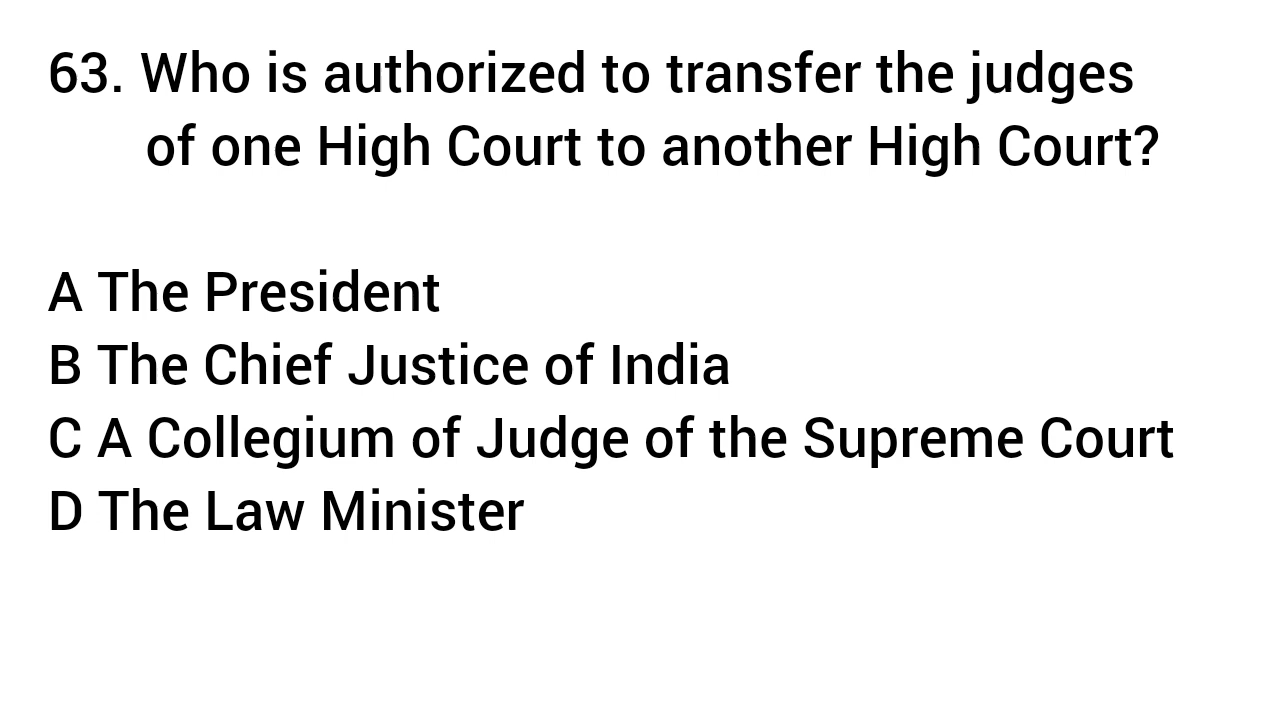 63. Who is authorized to transfer the judges
of one High Court to another High Court?
A The President
B The Chief Justice of India
C A Collegium of Judge of the Supreme Court
D The Law Minister